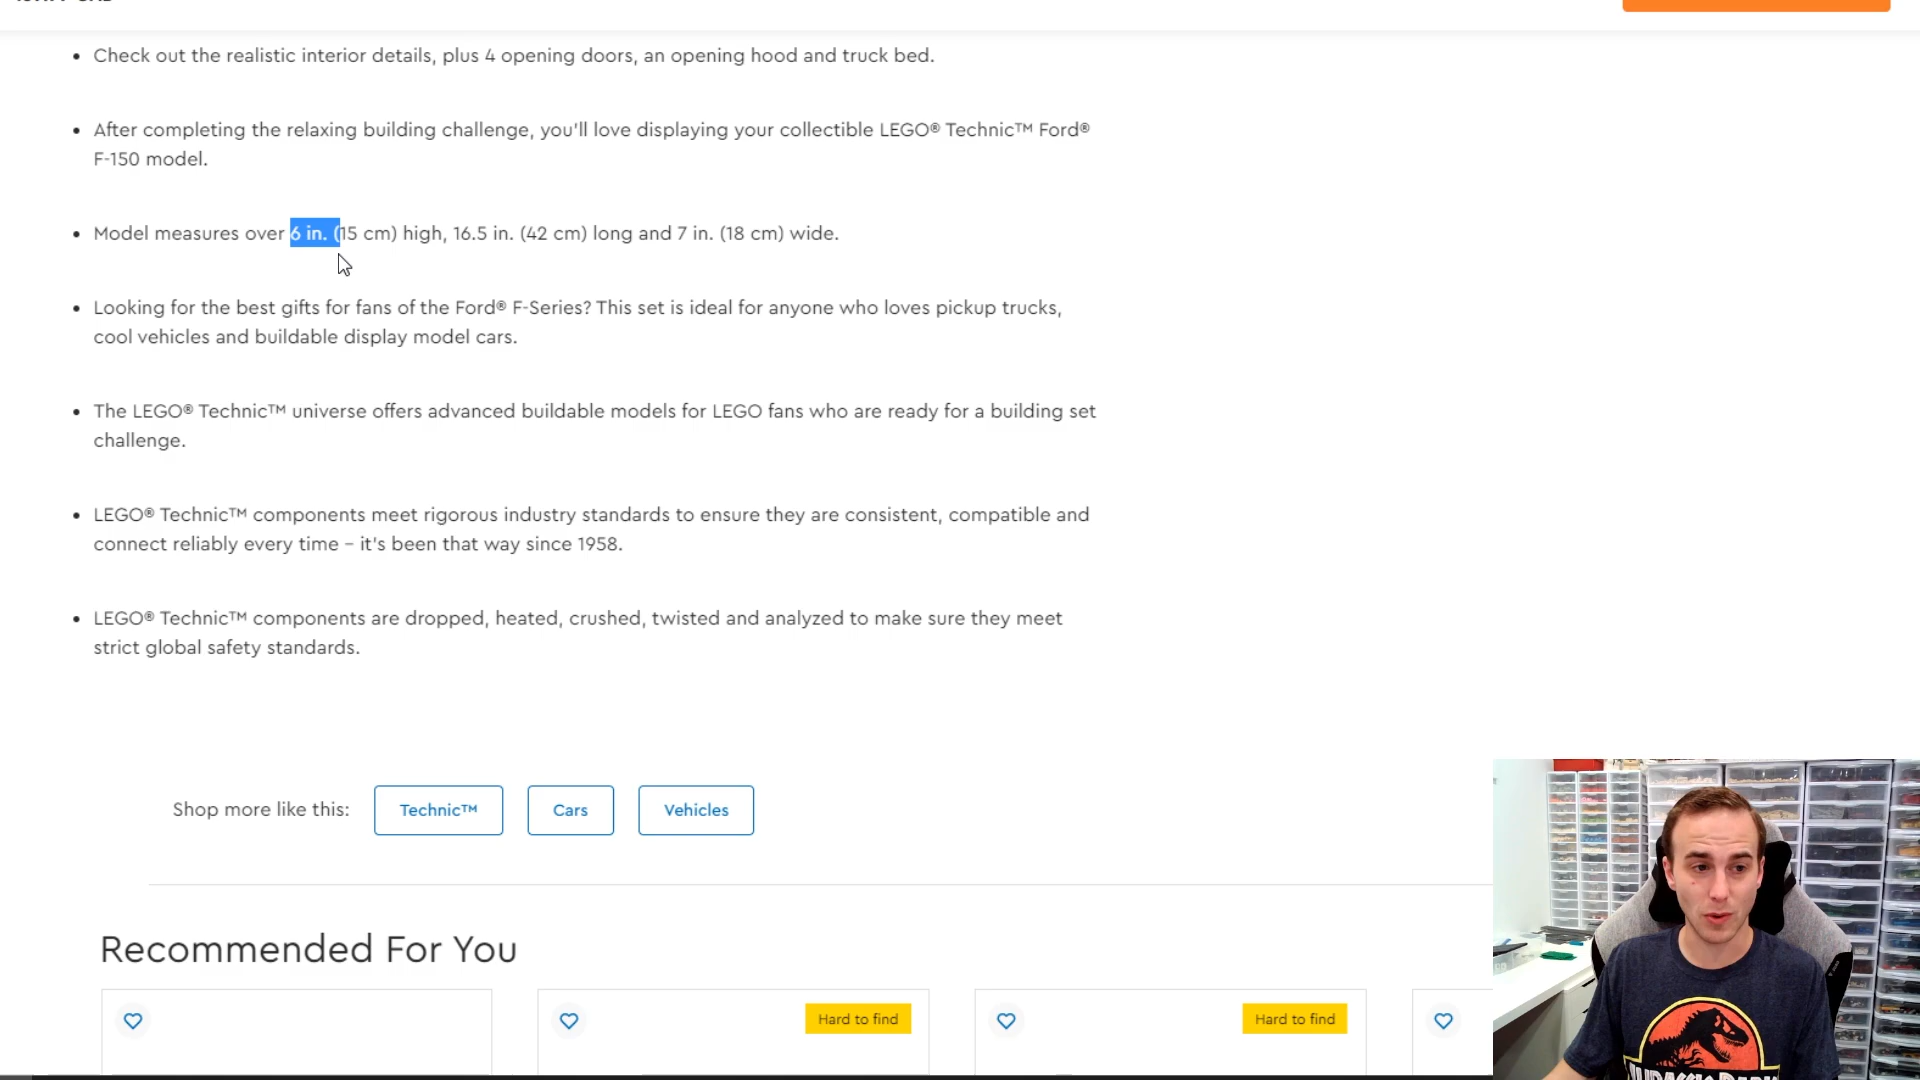 • Check out the realistic interior details, plus 4 opening doors, an opening hood and truck bed.
• After completing the relaxing building challenge, you'll love displaying your collectible LEGO® Technic™ Ford®
F-150 model.
• Model measures over 6 in. (15 cm) high, 16.5 in. (42 cm) long and 7 in. (18 cm) wide.
• Looking for the best gifts for fans of the Ford® F-Series? This set is ideal for anyone who loves pickup trucks,
cool vehicles and buildable display model cars.
• The LEGO® Technic™ universe offers advanced buildable models for LEGO fans who are ready for a building set
challenge.
• LEGO® Technic™ components meet rigorous industry standards to ensure they are consistent, compatible and
connect reliably every time – it's been that way since 1958.
• LEGO® Technic™ components are dropped, heated, crushed, twisted and analyzed to make sure they meet
strict global safety standards.
Shop more like this: Technic™ Cars Vehicles
Recommended For You
Hard to find Hard to find
JURASSIC PARK